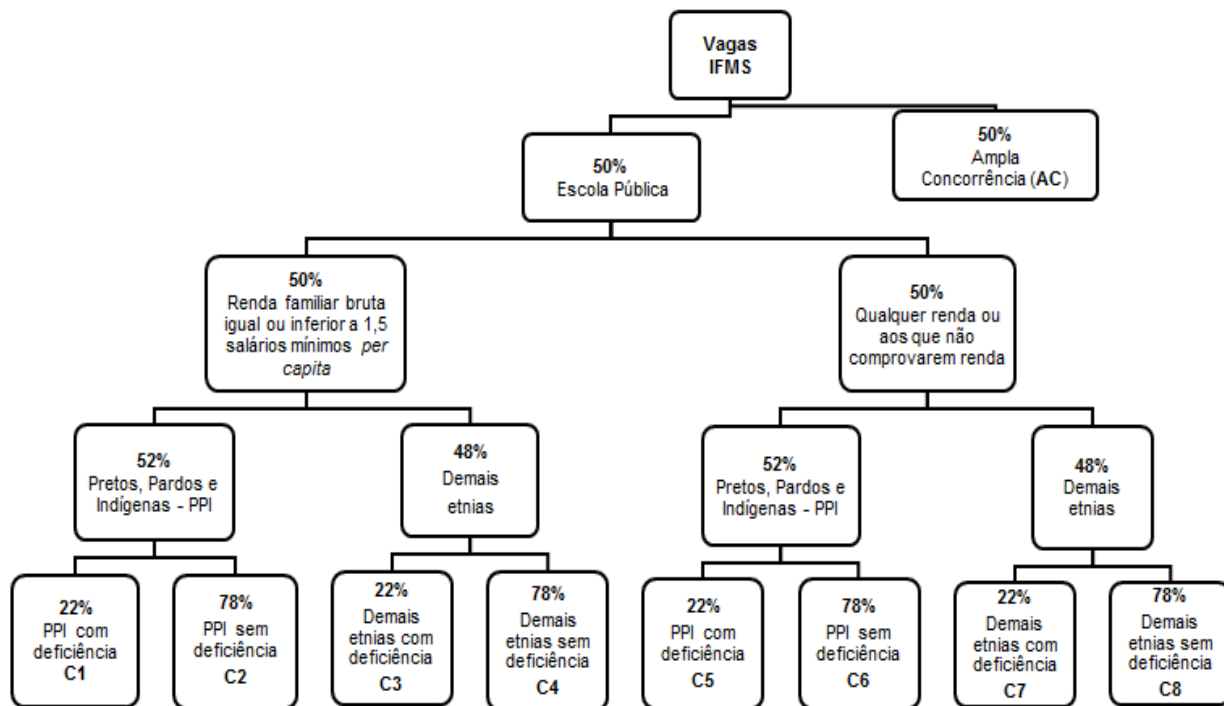 Vagas
IFMS
50%
Ampla
Concorrência (AC)
50%
Escola Pública
50%
Renda familiar bruta
igual ou inferior a 1,5
salários mínimos per
capita
50%
Qualquer renda ou
aos que não
comprovarem renda
52%
Pretos, Pardos e
Indígenas - PPI
48%
Demais
etnias
52%
Pretos, Pardos e
Indígenas - PPI
48%
Demais
etnias
22%
PPI com
deficiência
C1
78%
PPI sem
deficiência
C2
22%
Demais
etnias com
deficiência
C3
78%
Demais
etnias sem
deficiência
C4
22%
PPI com
deficiência
C5
78%
PPI sem
deficiência
C6
22%
Demais
etnias com
deficiência
C7
78%
Demais
etnias sem
deficiência
C8